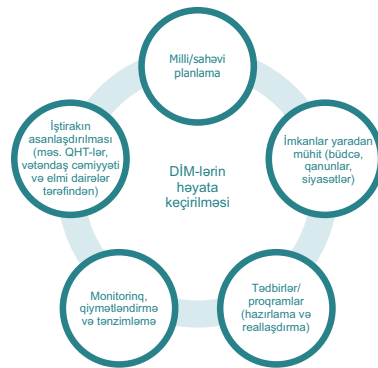 Milli/sahəvi
planlama
İmkanlar yaradan
mühit (büdcə,
qanunlar,
siyasətlər)
Tədbirlər/
proqramlar
(hazırlama və
reallaşdırma)
Monitorinq,
qiymətləndirmə
və tənzimləmə
İştirakın
asanlaşdırılması
(məs. QHT-lər,
vətəndaş cəmiyyəti
və elmi dairələr
tərəfindən)
DİM-lərin
həyata
keçirilməsi